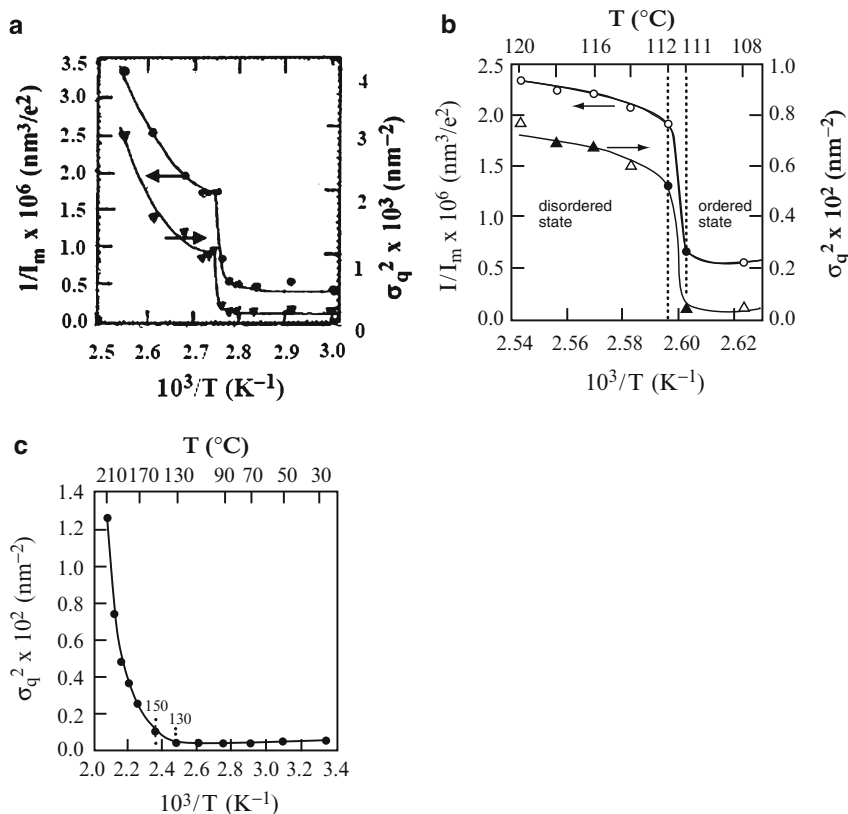 a
3.5
3.0
2.5
2.0
1.5
1.0
0.5
0.0
1/I_m x 10^6 (nm^3/e^2)
4
3
2
1
0
σ_q^2 x 10^3 (nm^-2)
2.5 2.6 2.7 2.8 2.9 3.0
10^3/T (K^-1)
b
T (°C)
120 116 112 111 108
2.5
2.0
1.5
1.0
0.5
0.0
I/I_m x 10^6 (nm^3/e^2)
disordered
state
ordered
state
1.0
0.8
0.6
0.4
0.2
0.0
σ_q^2 x 10^2 (nm^-2)
2.54 2.56 2.58 2.60 2.62
10^3/T (K^-1)
c
T (°C)
210 170 130 90 70 50 30
1.4
1.2
1.0
0.8
0.6
0.4
0.2
0.0
σ_q^2 x 10^2 (nm^-2)
150
130
2.0 2.2 2.4 2.6 2.8 3.0 3.2 3.4
10^3/T (K^-1)